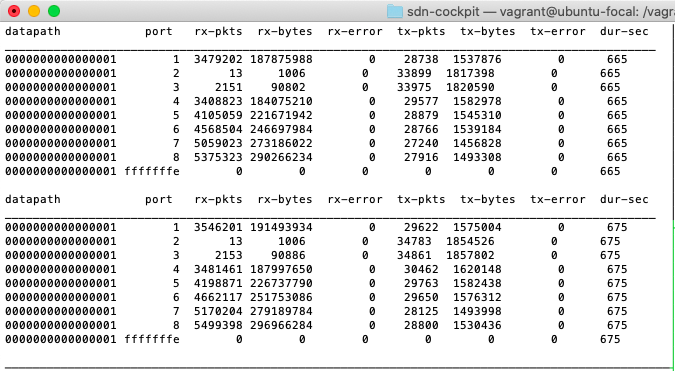 sdn-cockpit — vagrant@ubuntu-focal: /vagr
datapath port rx-pkts rx-bytes rx-error tx-pkts tx-bytes tx-error dur-sec
0000000000000001 1 3479202 187875988 0 28738 1537876 0 665
0000000000000001 2 13 1006 0 33899 1817398 0 665
0000000000000001 3 2151 90802 0 33975 1820590 0 665
0000000000000001 4 3408823 184075210 0 29577 1582978 0 665
0000000000000001 5 4105059 221671942 0 28879 1545310 0 665
0000000000000001 6 4568504 246697984 0 28766 1539184 0 665
0000000000000001 7 5059023 273186022 0 27240 1456828 0 665
0000000000000001 8 5375323 290266234 0 27916 1493308 0 665
0000000000000001 fffffffe 0 0 0 0 0 0 665
datapath port rx-pkts rx-bytes rx-error tx-pkts tx-bytes tx-error dur-sec
0000000000000001 1 3546201 191493934 0 29622 1575004 0 675
0000000000000001 2 13 1006 0 34783 1854526 0 675
0000000000000001 3 2153 90886 0 34861 1857802 0 675
0000000000000001 4 3481461 187997650 0 30462 1620148 0 675
0000000000000001 5 4198871 226737790 0 29763 1582438 0 675
0000000000000001 6 4662117 251753086 0 29650 1576312 0 675
0000000000000001 7 5170204 279189784 0 28125 1493998 0 675
0000000000000001 8 5499398 296966284 0 28800 1530436 0 675
0000000000000001 fffffffe 0 0 0 0 0 0 675